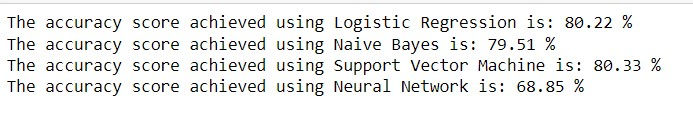 The accuracy score achieved using Logistic Regression is: 80.22 %
The accuracy score achieved using Naive Bayes is: 79.51 %
The accuracy score achieved using Support Vector Machine is: 80.33 %
The accuracy score achieved using Neural Network is: 68.85 %